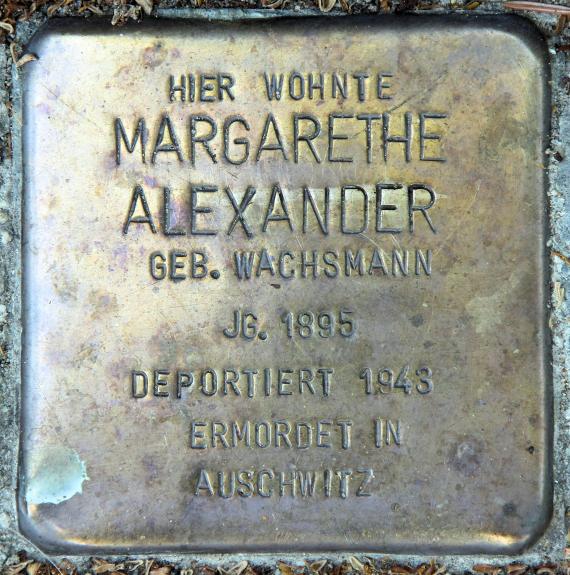 HIER WOHNTE
MARGARETHE
ALEXANDER
GEB. WACHSMANN
JG. 1895
DEPORTIERT 1943
ERMORDET IN
AUSCHWITZ